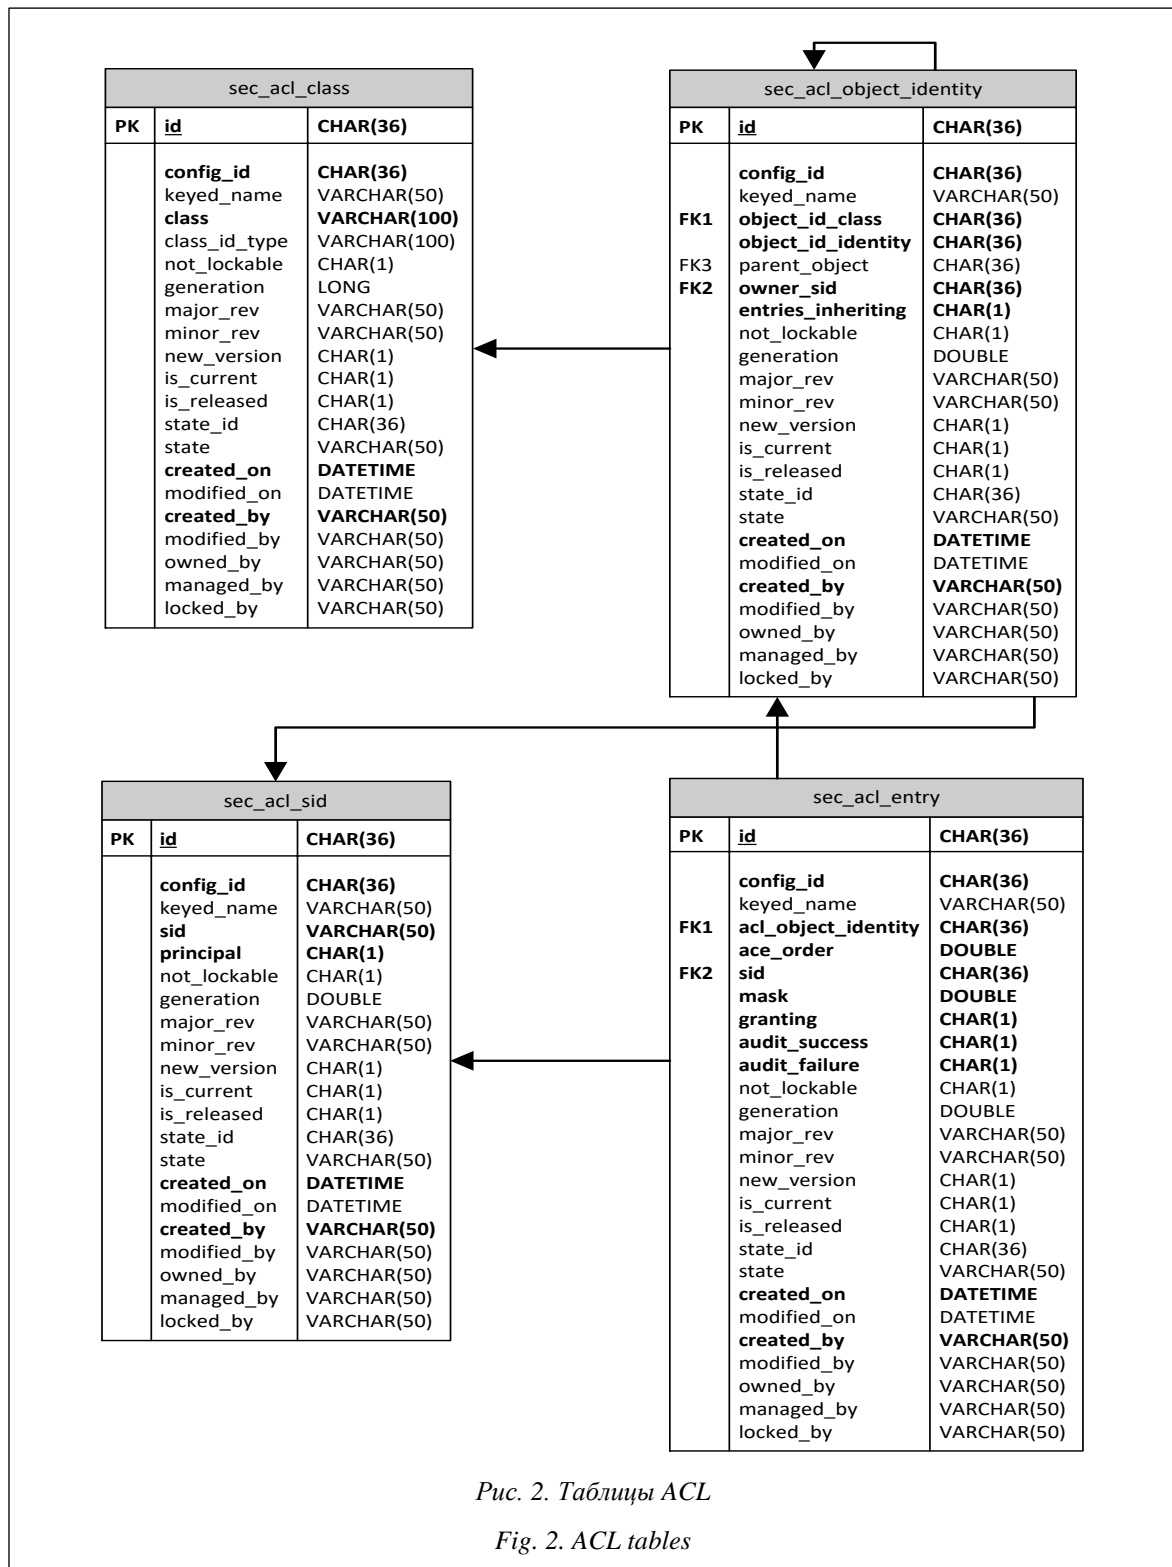 sec_acl_class
PK id CHAR(36)
config_id CHAR(36)
keyed_name VARCHAR(50)
class VARCHAR(100)
class_id_type VARCHAR(100)
not_lockable CHAR(1)
generation LONG
major_rev VARCHAR(50)
minor_rev VARCHAR(50)
new_version CHAR(1)
is_current CHAR(1)
is_released CHAR(1)
state_id CHAR(36)
state VARCHAR(50)
created_on DATETIME
modified_on DATETIME
created_by VARCHAR(50)
modified_by VARCHAR(50)
owned_by VARCHAR(50)
managed_by VARCHAR(50)
locked_by VARCHAR(50)
sec_acl_object_identity
PK id CHAR(36)
config_id CHAR(36)
keyed_name VARCHAR(50)
FK1 object_id_class CHAR(36)
object_id_identity CHAR(36)
FK3 parent_object CHAR(36)
FK2 owner_sid CHAR(36)
entries_inheriting CHAR(1)
not_lockable CHAR(1)
generation DOUBLE
major_rev VARCHAR(50)
minor_rev VARCHAR(50)
new_version CHAR(1)
is_current CHAR(1)
is_released CHAR(1)
state_id CHAR(36)
state VARCHAR(50)
created_on DATETIME
modified_on DATETIME
created_by VARCHAR(50)
modified_by VARCHAR(50)
owned_by VARCHAR(50)
managed_by VARCHAR(50)
locked_by VARCHAR(50)
sec_acl_sid
PK id CHAR(36)
config_id CHAR(36)
keyed_name VARCHAR(50)
sid VARCHAR(50)
principal CHAR(1)
not_lockable CHAR(1)
generation DOUBLE
major_rev VARCHAR(50)
minor_rev VARCHAR(50)
new_version CHAR(1)
is_current CHAR(1)
is_released CHAR(1)
state_id CHAR(36)
state VARCHAR(50)
created_on DATETIME
modified_on DATETIME
created_by VARCHAR(50)
modified_by VARCHAR(50)
owned_by VARCHAR(50)
managed_by VARCHAR(50)
locked_by VARCHAR(50)
sec_acl_entry
PK id CHAR(36)
config_id CHAR(36)
keyed_name VARCHAR(50)
FK1 acl_object_identity CHAR(36)
ace_order DOUBLE
FK2 sid CHAR(36)
mask DOUBLE
granting CHAR(1)
audit_success CHAR(1)
audit_failure CHAR(1)
not_lockable CHAR(1)
generation DOUBLE
major_rev VARCHAR(50)
minor_rev VARCHAR(50)
new_version CHAR(1)
is_current CHAR(1)
is_released CHAR(1)
state_id CHAR(36)
state VARCHAR(50)
created_on DATETIME
modified_on DATETIME
created_by VARCHAR(50)
modified_by VARCHAR(50)
owned_by VARCHAR(50)
managed_by VARCHAR(50)
locked_by VARCHAR(50)
Рис. 2. Таблицы ACL
Fig. 2. ACL tables